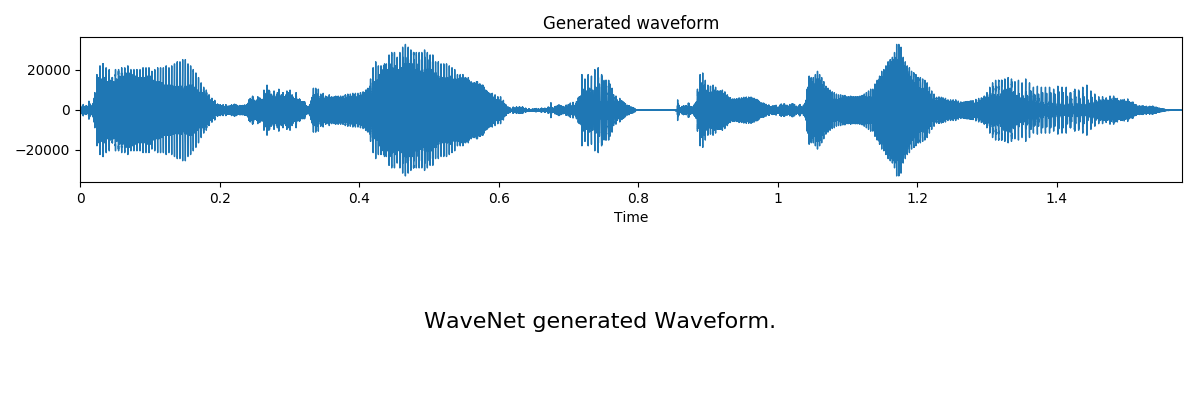 Generated waveform
20000
0
−20000
0 0.2 0.4 0.6 0.8 1 1.2 1.4
Time
WaveNet generated Waveform.